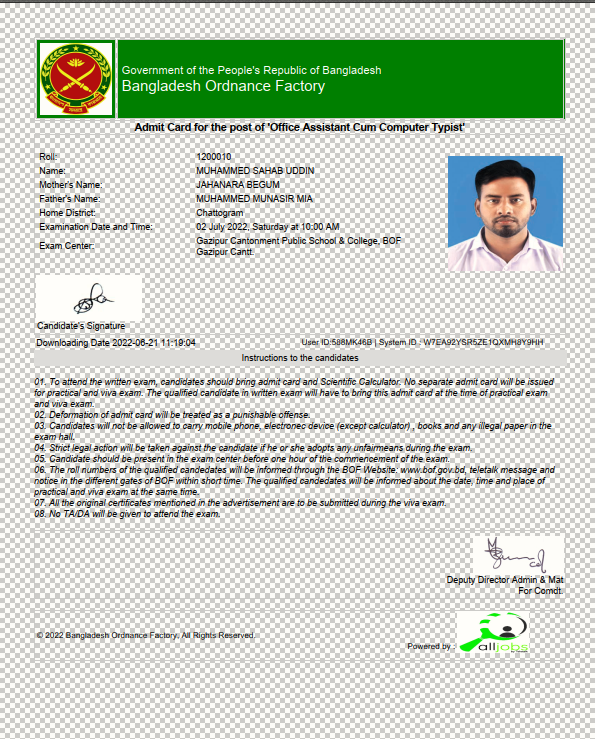 Government of the People's Republic of Bangladesh
Bangladesh Ordnance Factory
Admit Card for the post of 'Office Assistant Cum Computer Typist'
Roll: 1200010
Name: MUHAMMED SAHAB UDDIN
Mother's Name: JAHANARA BEGUM
Father's Name: MUHAMMED MUNASIR MIA
Home District: Chattogram
Examination Date and Time: 02 July 2022, Saturday at 10:00 AM
Exam Center: Gazipur Cantonment Public School & College, BOF
Gazipur Cantt.
Candidate's Signature
Downloading Date 2022-06-21 11:19:04 User ID:588MK46B | System ID : W7EA92YSR5ZE1QXMH8Y9HH
Instructions to the candidates
01. To attend the written exam, candidates should bring admit card and Scientific Calculator. No separate admit card will be issued
for practical and viva exam. The qualified candidate in written exam will have to bring this admit card at the time of practical exam
and viva exam.
02. Deformation of admit card will be treated as a punishable offense.
03. Candidates will not be allowed to carry mobile phone, electronec device (except calculator) , books and any illegal paper in the
exam hall.
04. Strict legal action will be taken against the candidate if he or she adopts any unfairmeans during the exam.
05. Candidate should be present in the exam center before one hour of the commencement of the exam.
06. The roll numbers of the qualified candedates will be informed through the BOF Website: www.bof.gov.bd, teletalk message and
notice in the different gates of BOF within short time. The qualified candedates will be informed about the date, time and place of
practical and viva exam at the same time.
07. All the original certificates mentioned in the advertisement are to be submitted during the viva exam.
08. No TA/DA will be given to attend the exam.
Deputy Director Admin & Mat
For Comdt.
© 2022 Bangladesh Ordnance Factory, All Rights Reserved.
Powered by :
alljobs